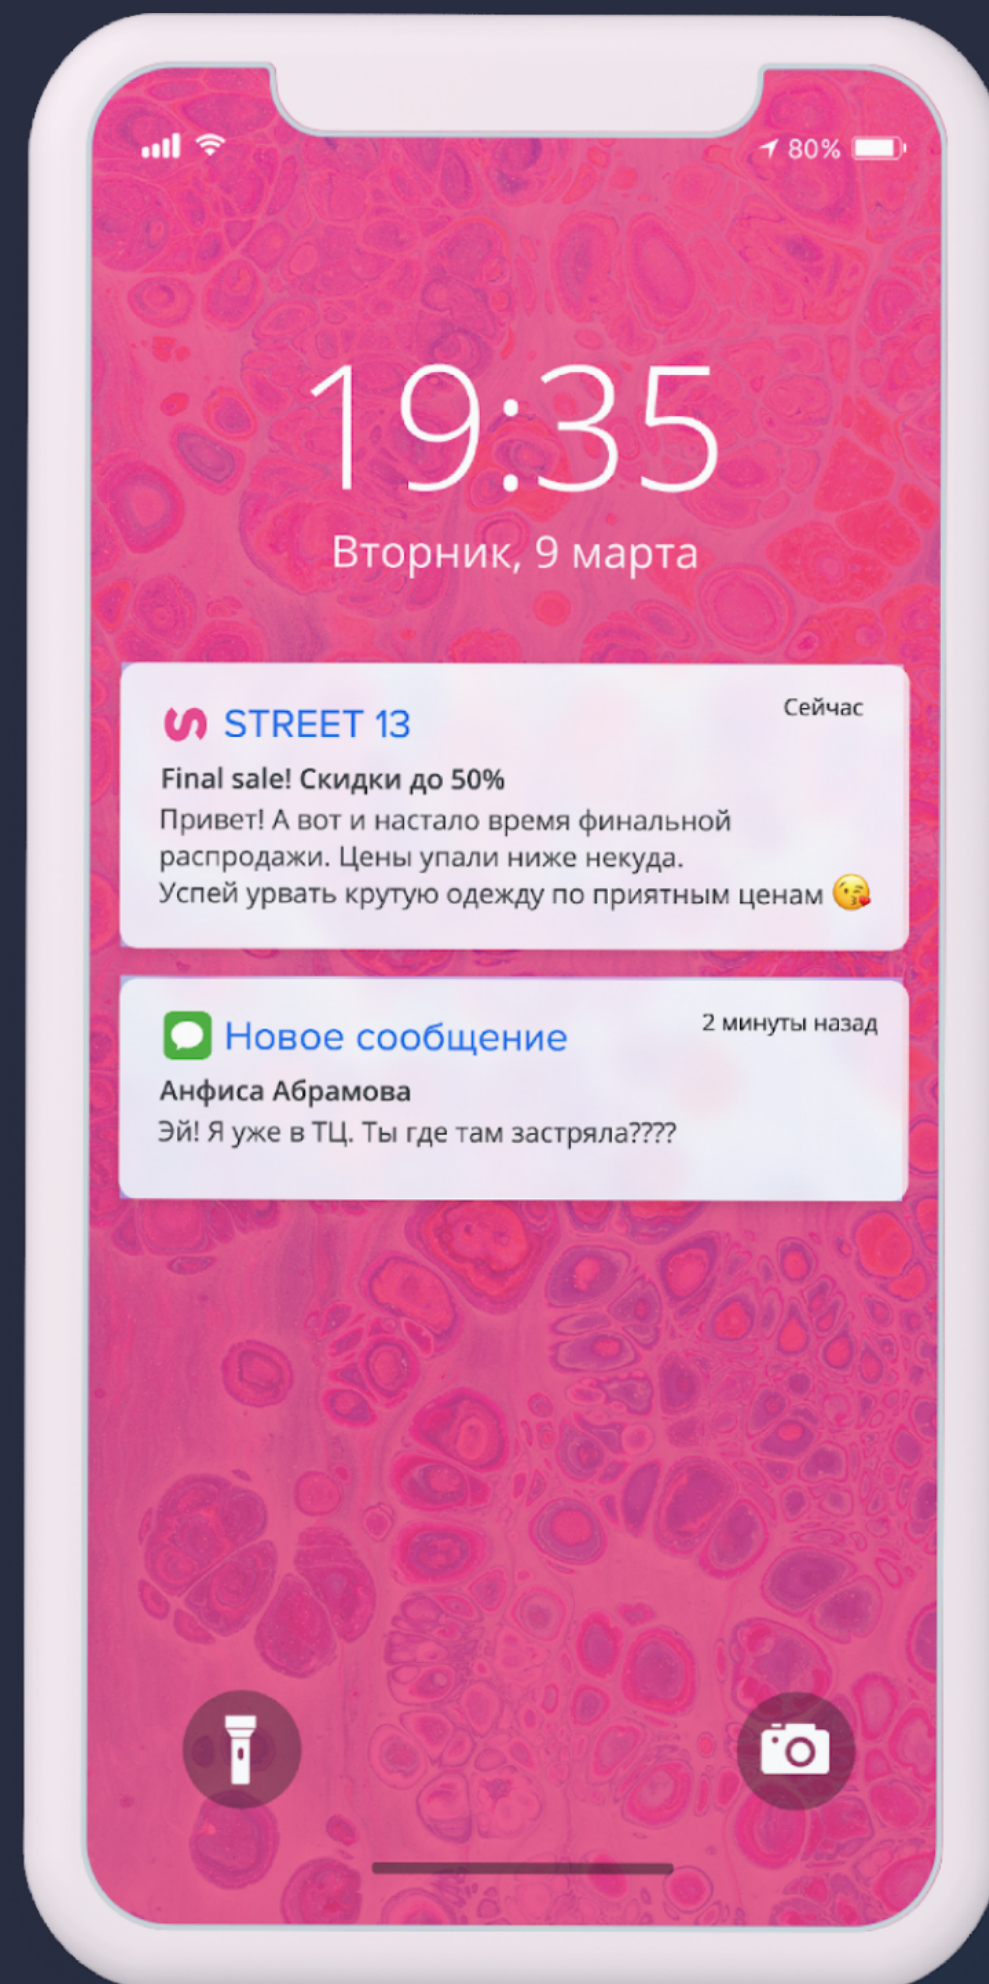 80%
19:35
Вторник, 9 марта
STREET 13
Сейчас
Final sale! Скидки до 50%
Привет! А вот и настало время финальной
распродажи. Цены упали ниже некуда.
Успей урвать крутую одежду по приятным ценам 😘
Новое сообщение
2 минуты назад
Анфиса Абрамова
Эй! Я уже в ТЦ. Ты где там застряла????